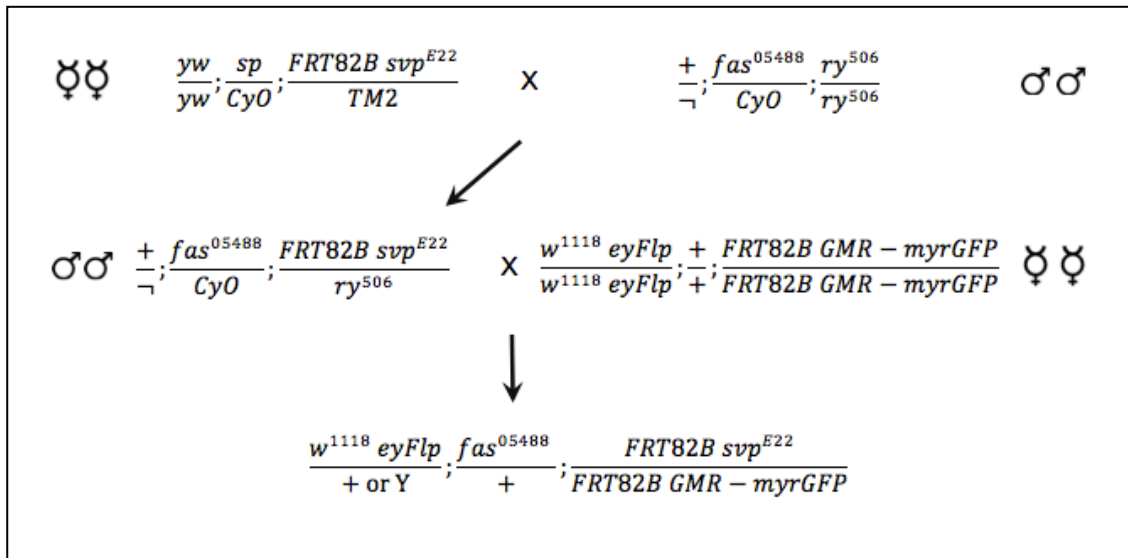 ☿☿ yw/yw; sp/CyO; FRT82B svp^E22/TM2 X +/¬; fas^05488/CyO; ry^506/ry^506 ♂♂
♂♂ +/¬; fas^05488/CyO; FRT82B svp^E22/ry^506 X w^1118 eyFlp/w^1118 eyFlp; +/+; FRT82B GMR − myrGFP/FRT82B GMR − myrGFP ☿☿
w^1118 eyFlp/+ or Y; fas^05488/+; FRT82B svp^E22/FRT82B GMR − myrGFP